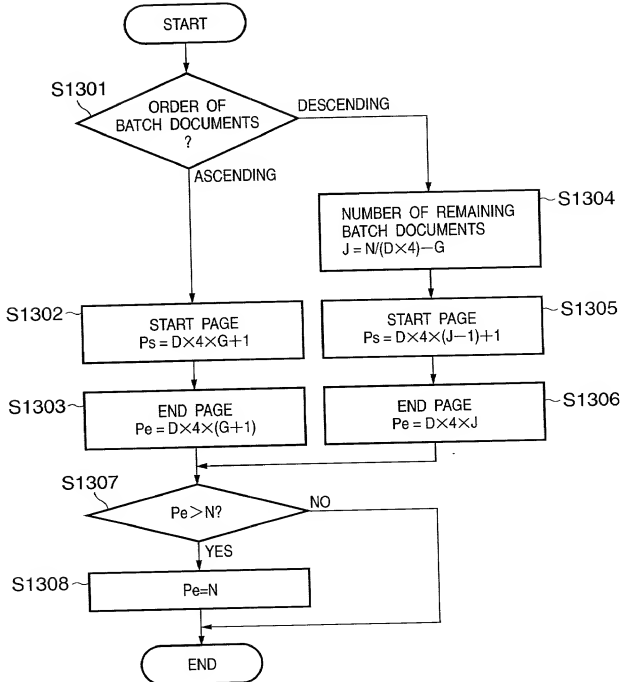 START
S1301
ORDER OF
BATCH DOCUMENTS
?
DESCENDING
ASCENDING
S1304
NUMBER OF REMAINING
BATCH DOCUMENTS
J=N/(D×4)−G
S1302
START PAGE
Ps=D×4×G+1
S1305
START PAGE
Ps=D×4×(J−1)+1
S1303
END PAGE
Pe=D×4×(G+1)
S1306
END PAGE
Pe=D×4×J
S1307
Pe>N?
NO
YES
S1308
Pe=N
END